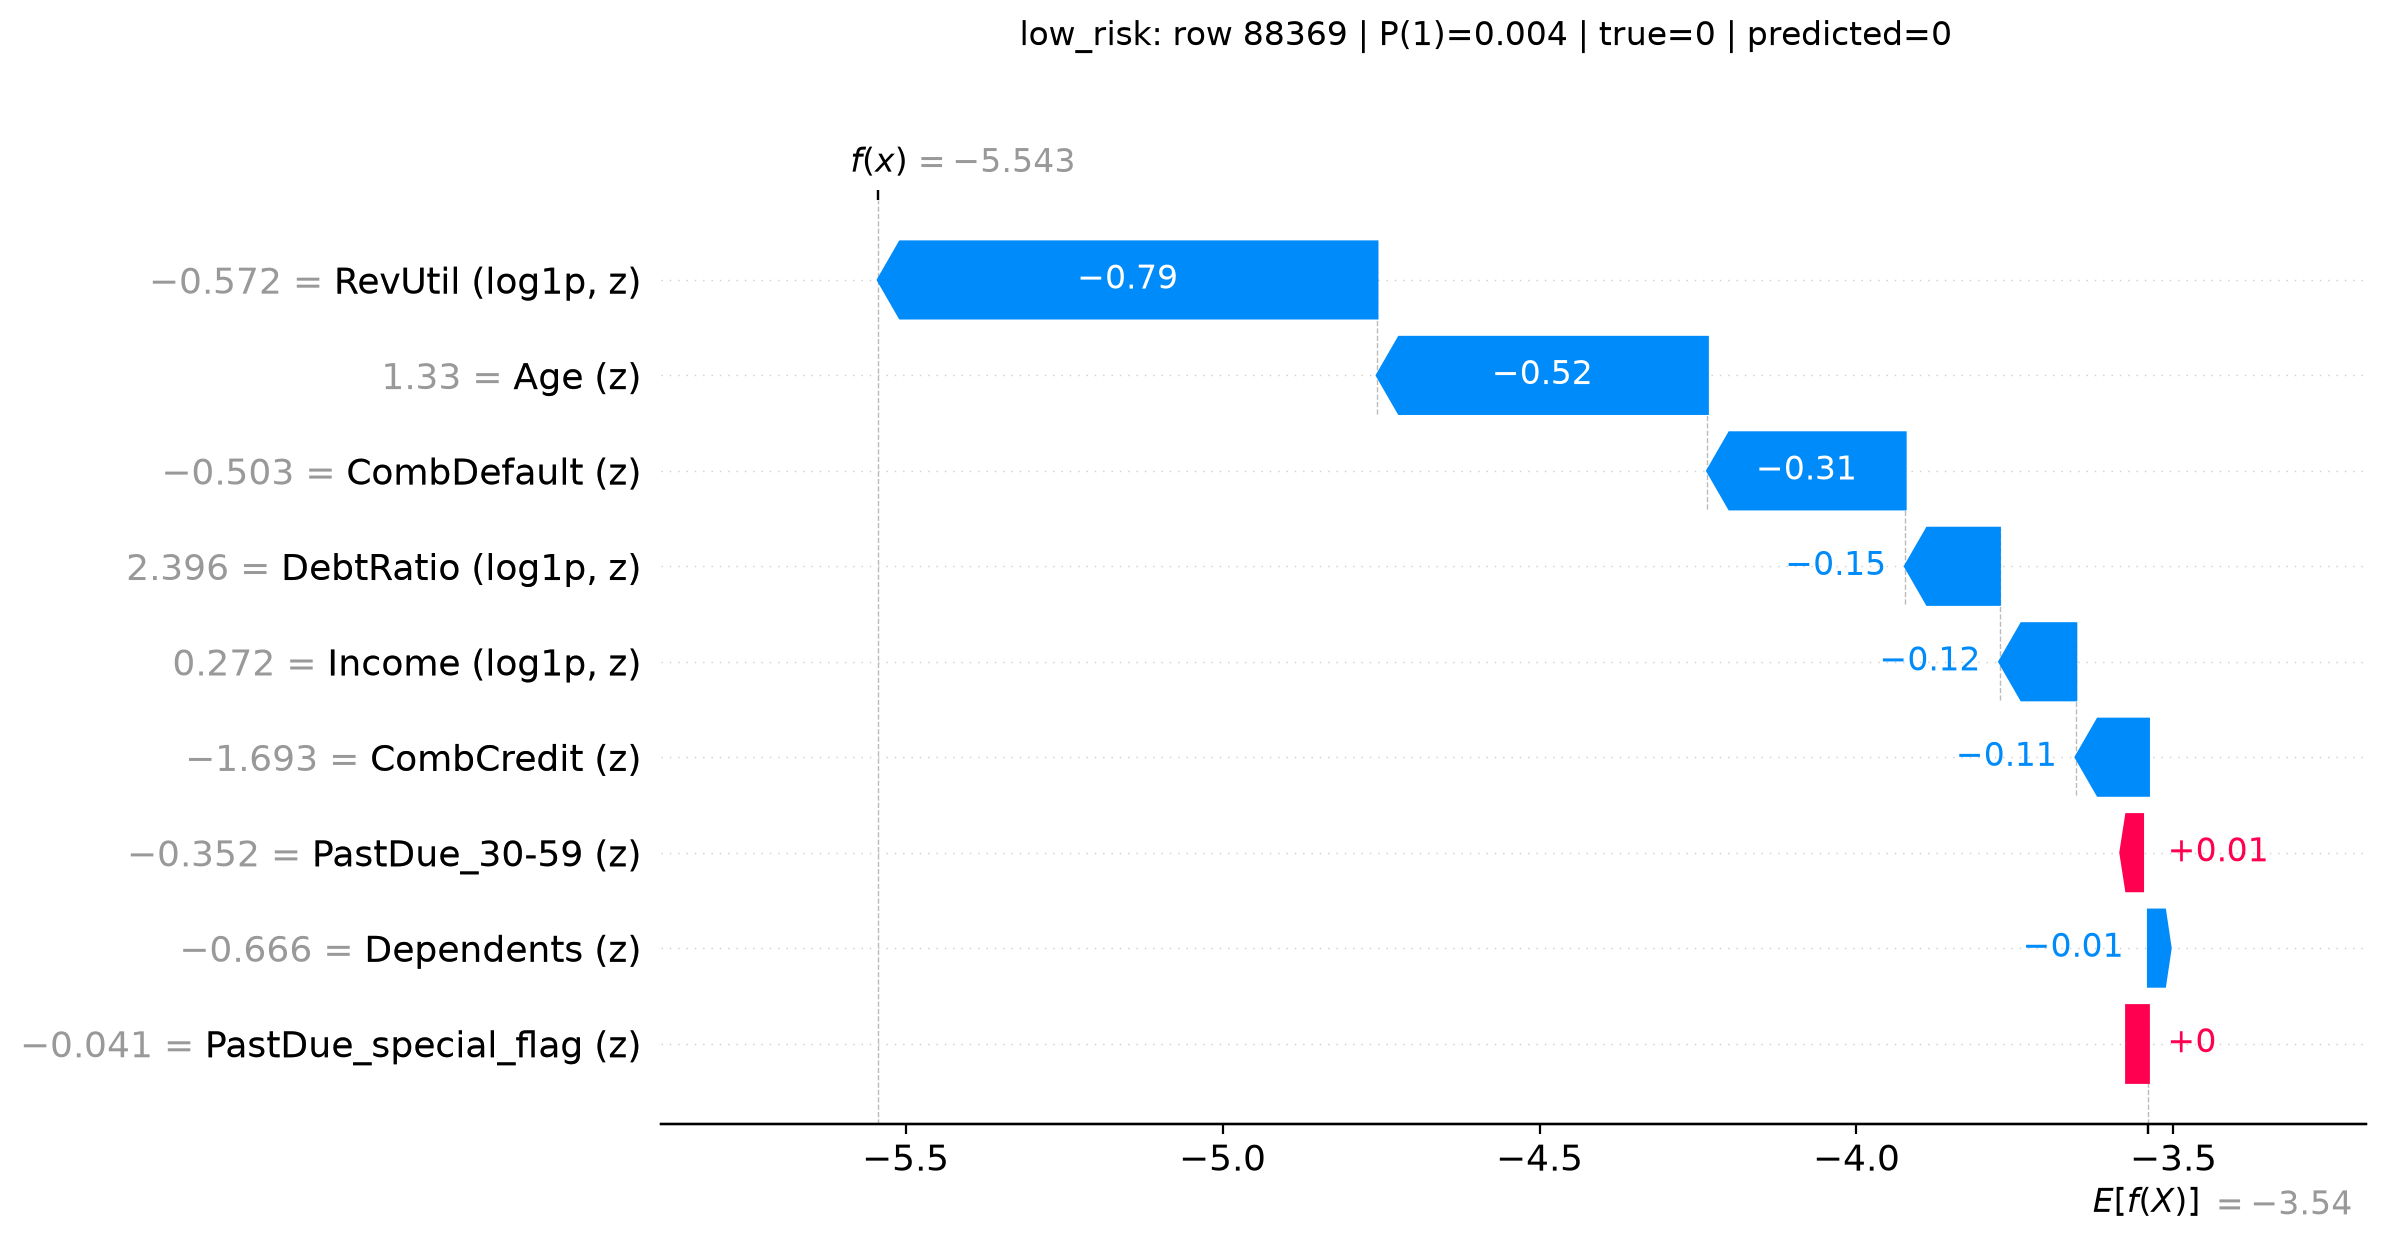 low_risk: row 88369 | P(1)=0.004 | true=0 | predicted=0
f(x) = −5.543
−0.572 = RevUtil (log1p, z) −0.79
1.33 = Age (z) −0.52
−0.503 = CombDefault (z) −0.31
2.396 = DebtRatio (log1p, z) −0.15
0.272 = Income (log1p, z) −0.12
−1.693 = CombCredit (z) −0.11
−0.352 = PastDue_30-59 (z) +0.01
−0.666 = Dependents (z) −0.01
−0.041 = PastDue_special_flag (z) +0
−5.5 −5.0 −4.5 −4.0 −3.5
E[f(X)] = −3.54